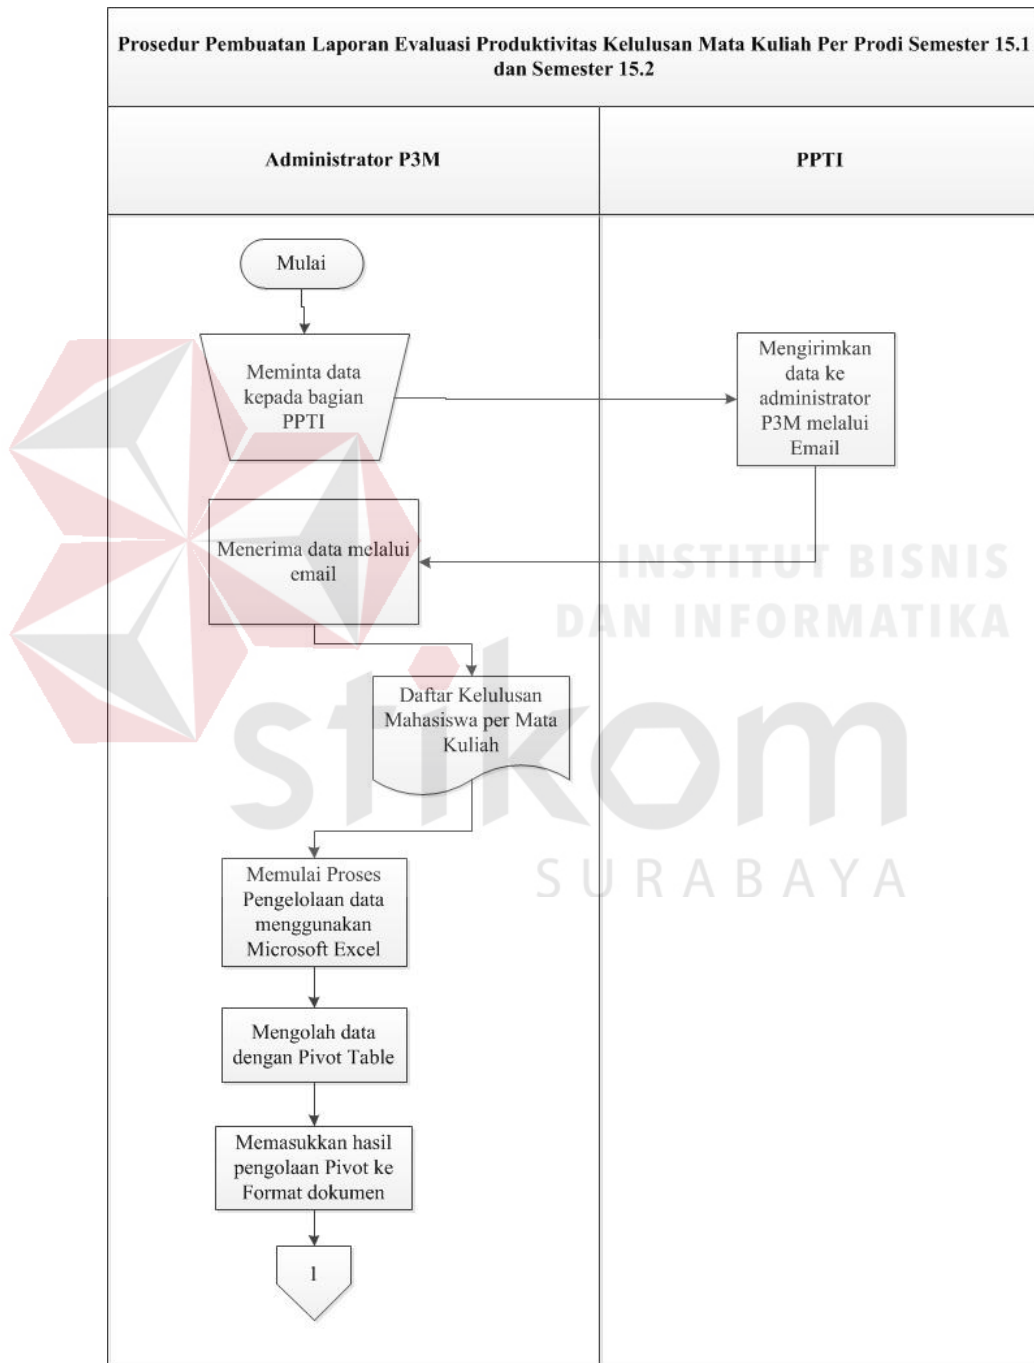 Prosedur Pembuatan Laporan Evaluasi Produktivitas Kelulusan Mata Kuliah Per Prodi Semester 15.1
dan Semester 15.2
Administrator P3M
PPTI
Mulai
Meminta data
kepada bagian
PPTI
Mengirimkan
data ke
administrator
P3M melalui
Email
Menerima data melalui
email
INSTITUT BISNIS
DAN INFORMATIKA
Daftar Kelulusan
Mahasiswa per Mata
Kuliah
stikom
SURABAYA
Memulai Proses
Pengelolaan data
menggunakan
Microsoft Excel
Mengolah data
dengan Pivot Table
Memasukkan hasil
pengolaan Pivot ke
Format dokumen
1